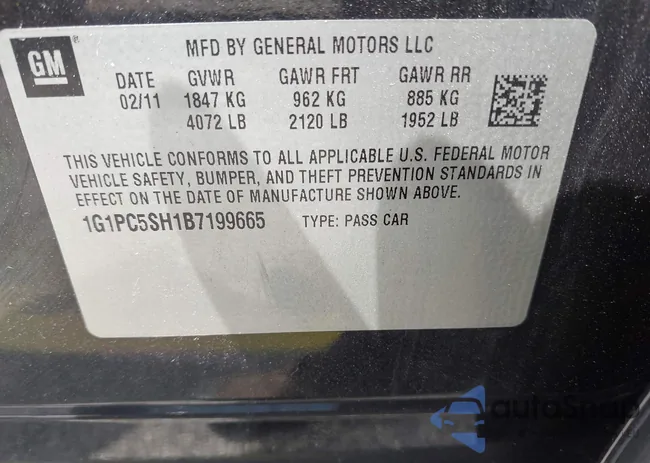 GM
MFD BY GENERAL MOTORS LLC
DATE GVWR GAWR FRT GAWR RR
02/11 1847 KG 962 KG 885 KG
4072 LB 2120 LB 1952 LB
THIS VEHICLE CONFORMS TO ALL APPLICABLE U.S. FEDERAL MOTOR
VEHICLE SAFETY, BUMPER, AND THEFT PREVENTION STANDARDS IN
EFFECT ON THE DATE OF MANUFACTURE SHOWN ABOVE.
1G1PC5SH1B7199665 TYPE: PASS CAR
autoSnap